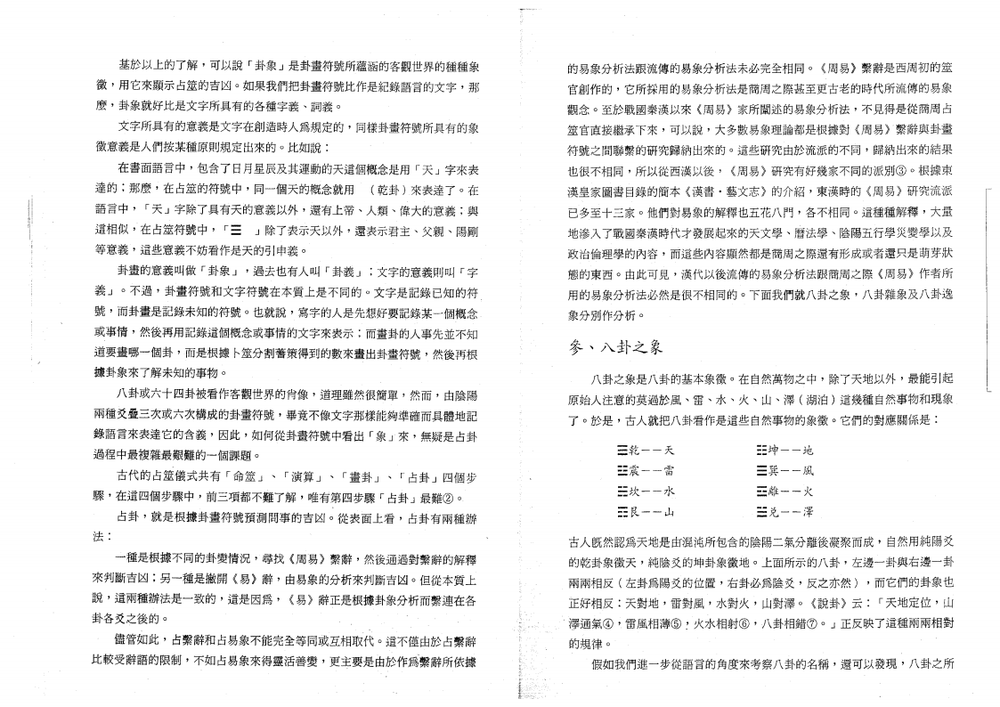 基於以上的了解，可以說「卦象」是卦畫符號所蘊涵的客觀世界的種種象
徵，用它來顯示占筮的吉凶。如果我們把卦畫符號比作是紀錄語言的文字，那
麼，卦象就好比是文字所具有的各種字義、詞義。
文字所具有的意義是文字在創造時人爲規定的，同樣卦畫符號所具有的象
徵意義是人們按某種原則規定出來的。比如說：
在書面語言中，包含了日月星辰及其運動的天這個概念是用「天」字來表
達的；那麼，在占筮的符號中，同一個天的概念就用　（乾卦）來表達了。在
語言中，「天」字除了具有天的意義以外，還有上帝、人類、偉大的意義；與
這相似，在占筮符號中，「☰　」除了表示天以外，還表示君主、父親、陽剛
等意義，這些意義不妨看作是天的引申義。
卦畫的意義叫做「卦象」，過去也有人叫「卦義」；文字的意義則叫「字
義」。不過，卦畫符號和文字符號在本質上是不同的。文字是記錄已知的符
號，而卦畫是記錄未知的符號。也就說，寫字的人是先想好要記錄某一個概念
或事情，然後再用記錄這個概念或事情的文字來表示；而畫卦的人事先並不知
道要畫哪一個卦，而是根據卜筮分割蓍策得到的數來畫出卦畫符號，然後再根
據卦象來了解未知的事物。
八卦或六十四卦被看作客觀世界的肖像，道理雖然很簡單，然而，由陰陽
兩種爻疊三次或六次構成的卦畫符號，畢竟不像文字那樣能夠準確而具體地記
錄語言來表達它的含義，因此，如何從卦畫符號中看出「象」來，無疑是占卦
過程中最複雜最艱難的一個課題。
古代的占筮儀式共有「命筮」、「演算」、「畫卦」、「占卦」四個步
驟，在這四個步驟中，前三項都不難了解，唯有第四步驟「占卦」最難②。
占卦，就是根據卦畫符號預測問事的吉凶。從表面上看，占卦有兩種辦
法：
一種是根據不同的卦變情況，尋找《周易》繫辭，然後通過對繫辭的解釋
來判斷吉凶；另一種是撇開《易》辭，由易象的分析來判斷吉凶。但從本質上
說，這兩種辦法是一致的，這是因爲，《易》辭正是根據卦象分析而繫連在各
卦各爻之後的。
儘管如此，占繫辭和占易象不能完全等同或互相取代。這不僅由於占繫辭
比較受辭語的限制，不如占易象來得靈活善變，更主要是由於作爲繫辭所依據
的易象分析法跟流傳的易象分析法未必完全相同。《周易》繫辭是西周初的筮
官創作的，它所採用的易象分析法是商周之際甚至更古老的時代所流傳的易象
觀念。至於戰國秦漢以來《周易》家所闡述的易象分析法，不見得是從商周占
筮官直接繼承下來，可以說，大多數易象理論都是根據對《周易》繫辭與卦畫
符號之間聯繫的研究歸納出來的。這些研究由於流派的不同，歸納出來的結果
也很不相同，所以從西漢以後，《周易》研究有好幾家不同的派別③。根據東
漢皇家圖書目錄的簡本《漢書・藝文志》的介紹，東漢時的《周易》研究流派
已多至十三家。他們對易象的解釋也五花八門，各不相同。這種種解釋，大量
地滲入了戰國秦漢時代才發展起來的天文學、曆法學、陰陽五行學災變學以及
政治倫理學的內容，而這些內容顯然都是商周之際還有形成或者還只是萌芽狀
態的東西。由此可見，漢代以後流傳的易象分析法跟商周之際《周易》作者所
用的易象分析法必然是很不相同的。下面我們就八卦之象，八卦雜象及八卦逸
象分別作分析。
參、八卦之象
八卦之象是八卦的基本象徵。在自然萬物之中，除了天地以外，最能引起
原始人注意的莫過於風、雷、水、火、山、澤（湖泊）這幾種自然事物和現象
了。於是，古人就把八卦看作是這些自然事物的象徵。它們的對應關係是：
☰乾－－天　☷坤－－地
☳震－－雷　☴巽－－風
☵坎－－水　☲離－－火
☶艮－－山　☱兌－－澤
古人既然認爲天地是由混沌所包含的陰陽二氣分離後凝聚而成，自然用純陽爻
的乾卦象徵天，純陰爻的坤卦象徵地。上面所示的八卦，左邊一卦與右邊一卦
兩兩相反（左卦爲陽爻的位置，右卦必爲陰爻，反之亦然），而它們的卦象也
正好相反：天對地，雷對風，水對火，山對澤。《說卦》云：「天地定位，山
澤通氣④，雷風相薄⑤，火水相射⑥，八卦相錯⑦。」正反映了這種兩兩相對
的規律。
假如我們進一步從語言的角度來考察八卦的名稱，還可以發現，八卦之所